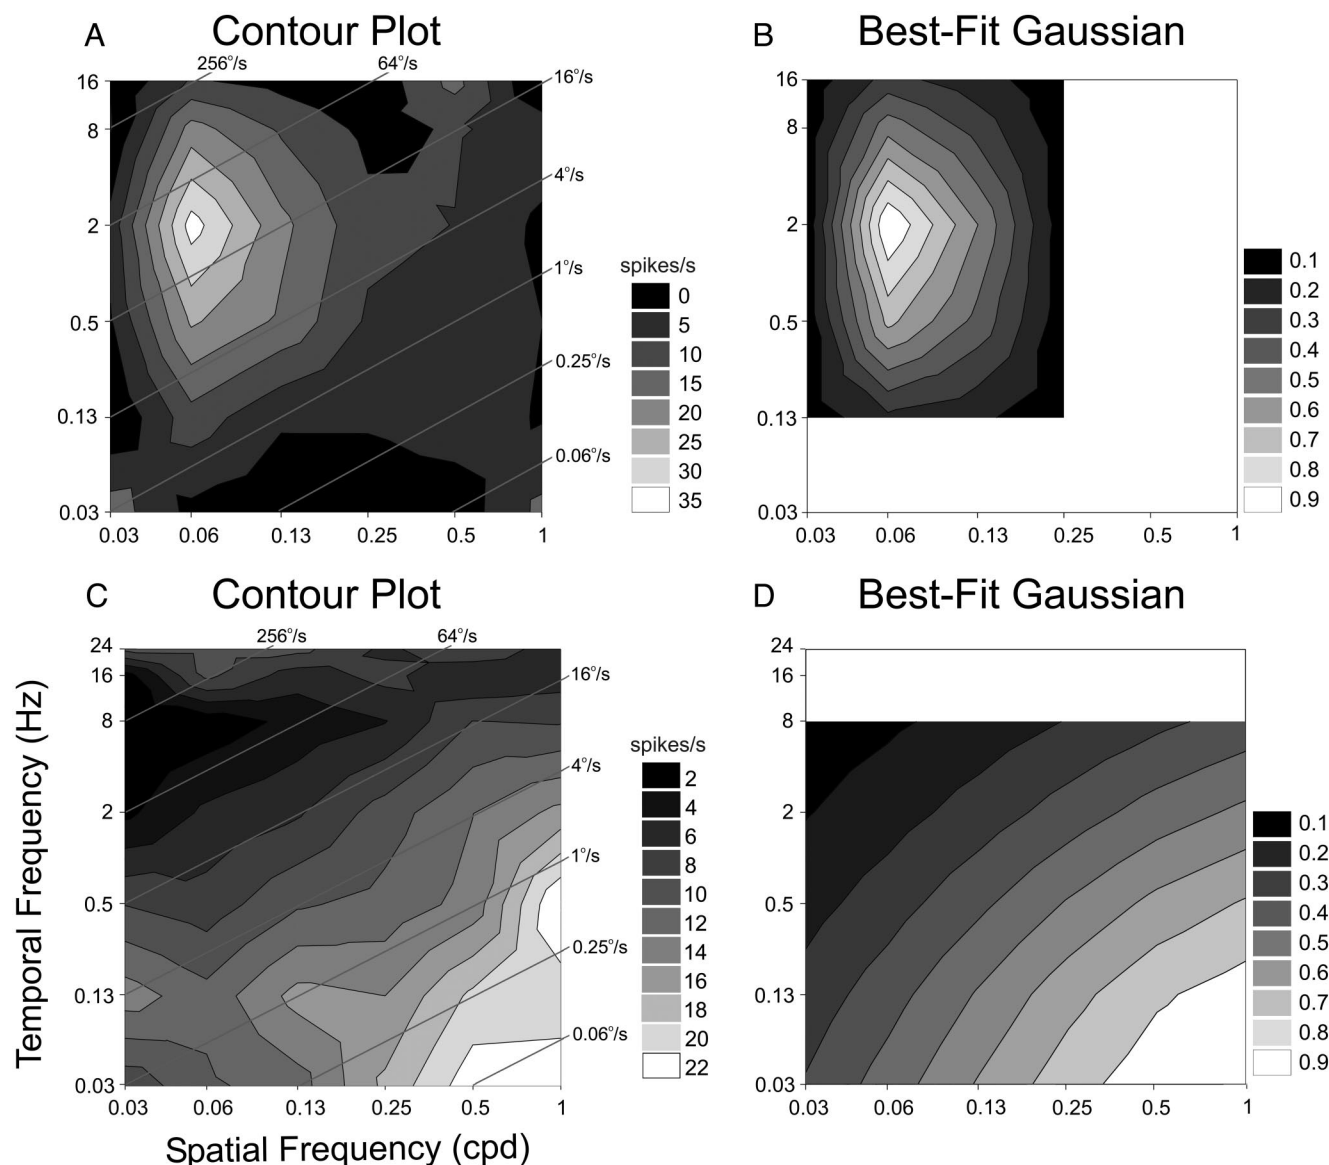 A Contour Plot
B Best-Fit Gaussian
256°/s 64°/s
16°/s
4°/s
1°/s
0.25°/s
0.06°/s
16
8
2
0.5
0.13
0.03
0.03 0.06 0.13 0.25 0.5 1
spikes/s
0
5
10
15
20
25
30
35
16
8
2
0.5
0.13
0.03
0.03 0.06 0.13 0.25 0.5 1
0.1
0.2
0.3
0.4
0.5
0.6
0.7
0.8
0.9
C Contour Plot
D Best-Fit Gaussian
256°/s 64°/s
16°/s
4°/s
1°/s
0.25°/s
0.06°/s
Temporal Frequency (Hz)
24
16
8
2
0.5
0.13
0.03
0.03 0.06 0.13 0.25 0.5 1
Spatial Frequency (cpd)
spikes/s
2
4
6
8
10
12
14
16
18
20
22
24
16
8
2
0.5
0.13
0.03
0.03 0.06 0.13 0.25 0.5 1
0.1
0.2
0.3
0.4
0.5
0.6
0.7
0.8
0.9